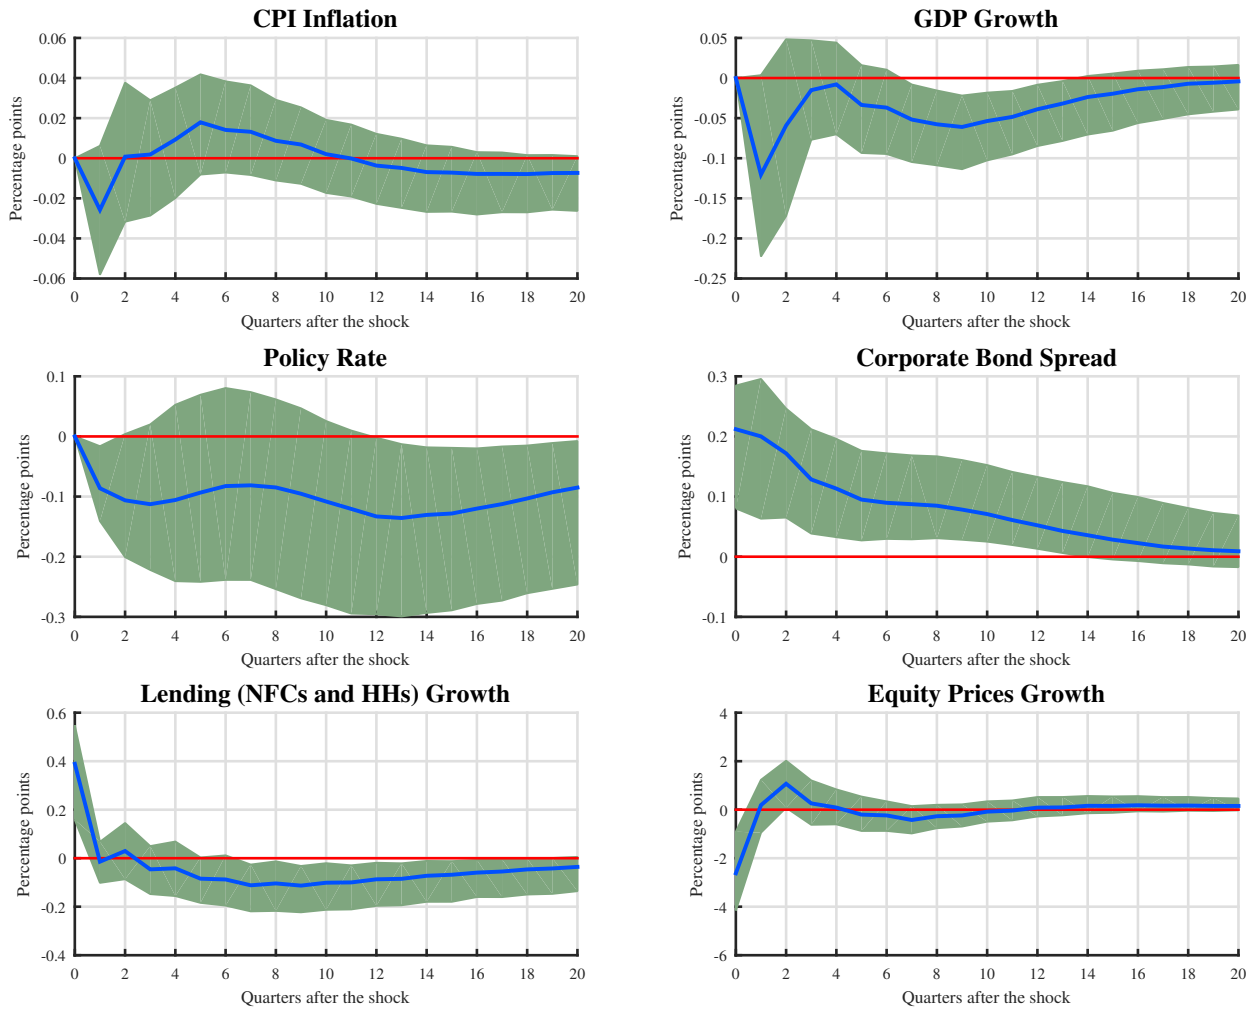 CPI Inflation
Percentage points
0.06
0.04
0.02
0
-0.02
-0.04
-0.06
0 2 4 6 8 10 12 14 16 18 20
Quarters after the shock
GDP Growth
Percentage points
0.05
0
-0.05
-0.1
-0.15
-0.2
-0.25
0 2 4 6 8 10 12 14 16 18 20
Quarters after the shock
Policy Rate
Percentage points
0.1
0
-0.1
-0.2
-0.3
0 2 4 6 8 10 12 14 16 18 20
Quarters after the shock
Corporate Bond Spread
Percentage points
0.3
0.2
0.1
0
-0.1
0 2 4 6 8 10 12 14 16 18 20
Quarters after the shock
Lending (NFCs and HHs) Growth
Percentage points
0.6
0.4
0.2
0
-0.2
-0.4
0 2 4 6 8 10 12 14 16 18 20
Quarters after the shock
Equity Prices Growth
Percentage points
4
2
0
-2
-4
-6
0 2 4 6 8 10 12 14 16 18 20
Quarters after the shock